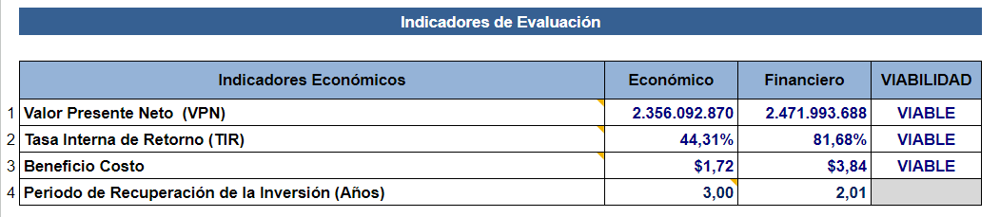 Indicadores de Evaluación
Indicadores Económicos Económico Financiero VIABILIDAD
1 Valor Presente Neto (VPN) 2.356.092.870 2.471.993.688 VIABLE
2 Tasa Interna de Retorno (TIR) 44,31% 81,68% VIABLE
3 Beneficio Costo $1,72 $3,84 VIABLE
4 Periodo de Recuperación de la Inversión (Años) 3,00 2,01